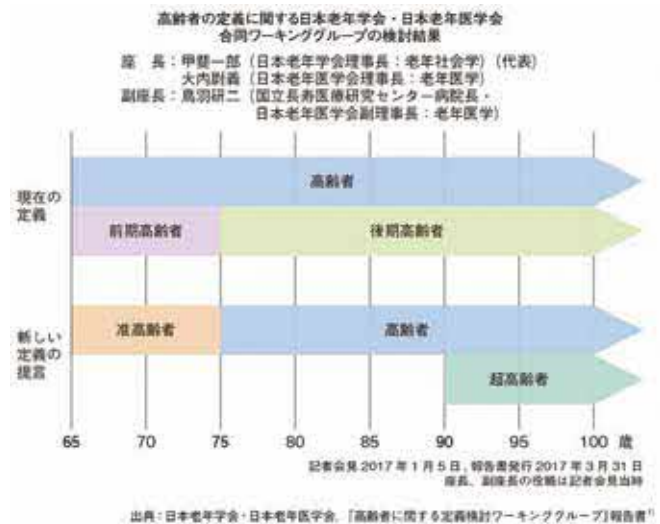 高齢者の定義に関する日本老年学会・日本老年医学会
合同ワーキンググループの検討結果
座　長：甲斐一郎（日本老年学会理事長：老年社会学）（代表）
大内尉義（日本老年医学会理事長：老年医学）
副座長：鳥羽研二（国立長寿医療研究センター病院長・
日本老年医学会副理事長：老年医学）
現在の
定義
高齢者
前期高齢者
後期高齢者
新しい
定義の
提言
准高齢者
高齢者
超高齢者
65 70 75 80 85 90 95 100 歳
記者会見 2017 年 1 月 5 日，報告書発行 2017 年 3 月 31 日
座長、副座長の役職は記者会見当時
出典：日本老年学会・日本老年医学会，「高齢者に関する定義検討ワーキンググループ」報告書1)